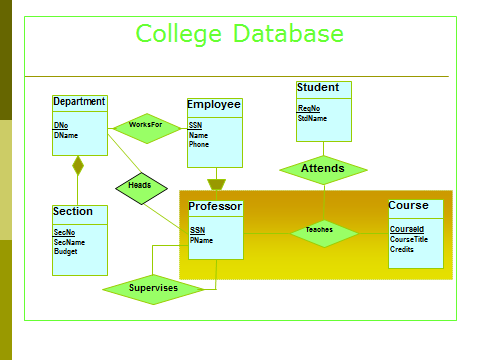 College Database
Student
ReqNo
StdName
Department
DNo
DName
WorksFor
Employee
SSN
Name
Phone
Attends
Heads
Section
SecNo
SecName
Budget
Professor
SSN
PName
Teaches
Course
CourseId
CourseTitle
Credits
Supervises